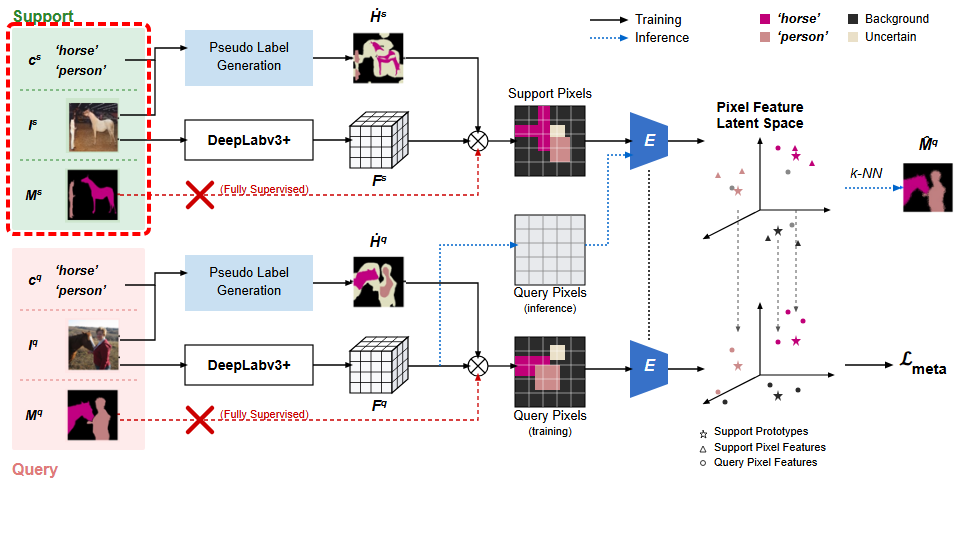 Support
cˢ
‘horse’
‘person’
Iˢ
Mˢ
Pseudo Label
Generation
DeepLabv3+
(Fully Supervised)
Ḣˢ
Fˢ
Support Pixels
E
Training
Inference
‘horse’
‘person’
Background
Uncertain
Pixel Feature
Latent Space
k-NN
M̂q
Query Pixels
(inference)
cq
‘horse’
‘person’
Iq
Mq
Query
Pseudo Label
Generation
DeepLabv3+
(Fully Supervised)
Ḣq
Fq
Query Pixels
(training)
E
ℒmeta
Support Prototypes
Support Pixel Features
Query Pixel Features